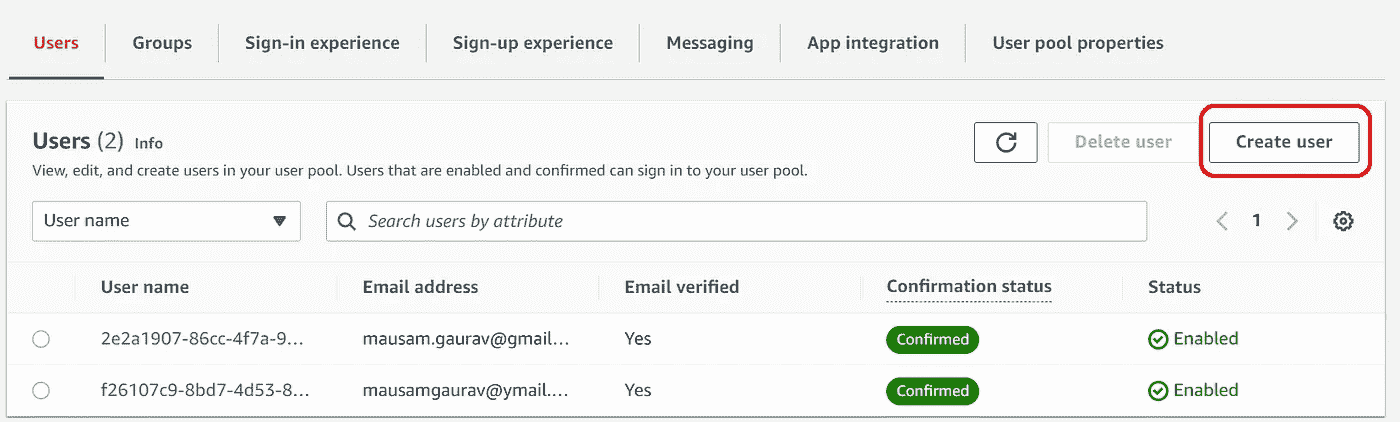 Users Groups Sign-in experience Sign-up experience Messaging App integration User pool properties
Users (2) Info
Delete user Create user
View, edit, and create users in your user pool. Users that are enabled and confirmed can sign in to your user pool.
User name Search users by attribute 1
User name Email address Email verified Confirmation status Status
2e2a1907-86cc-4f7a-9... mausam.gaurav@gmail... Yes Confirmed Enabled
f26107c9-8bd7-4d53-8... mausamgaurav@ymail.... Yes Confirmed Enabled